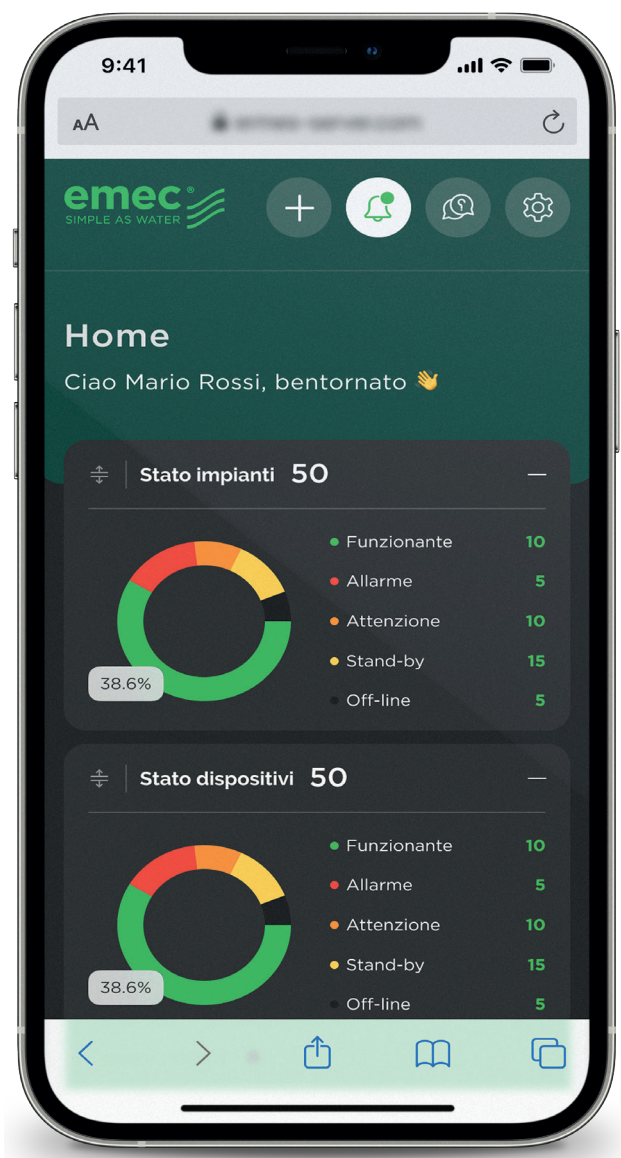 9:41
AA
emec®
SIMPLE AS WATER
Home
Ciao Mario Rossi, bentornato 👋
Stato impianti 50
Funzionante 10
Allarme 5
Attenzione 10
Stand-by 15
Off-line 5
38.6%
Stato dispositivi 50
Funzionante 10
Allarme 5
Attenzione 10
Stand-by 15
Off-line 5
38.6%